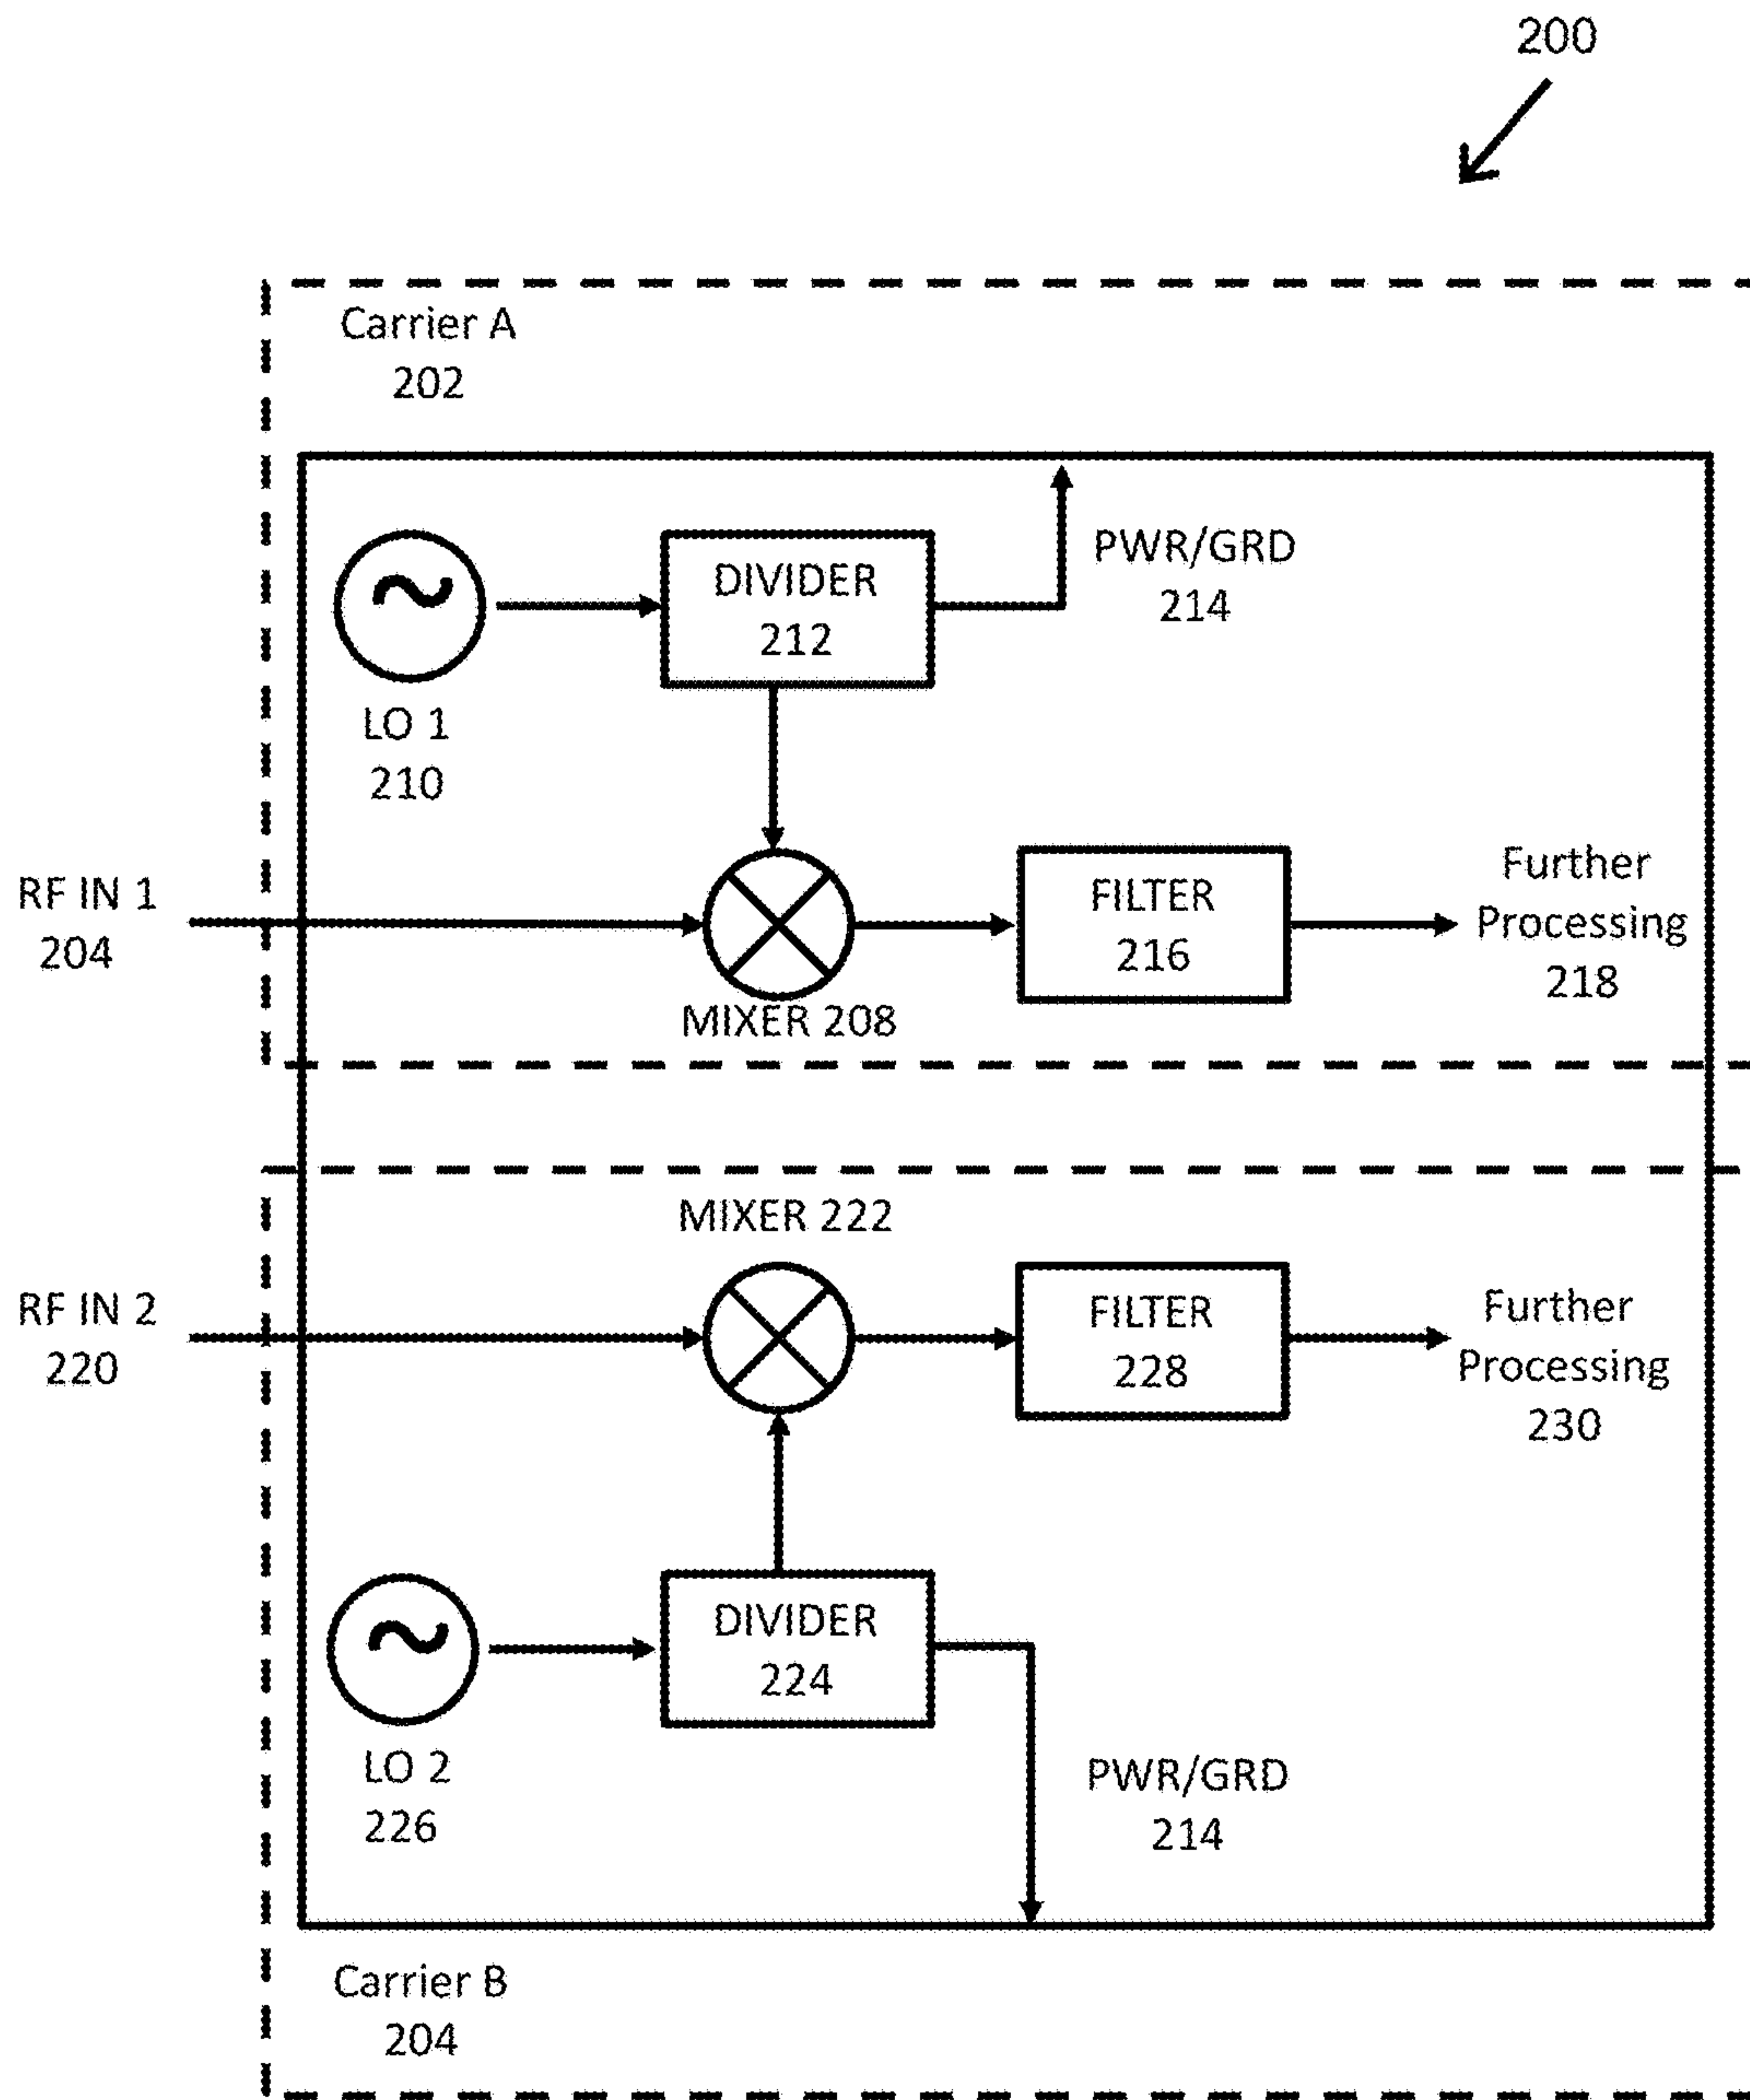 200
Carrier A
202
DIVIDER
212
PWR/GRD
214
LO 1
210
RF IN 1
204
MIXER 208
FILTER
216
Further
Processing
218
MIXER 222
RF IN 2
220
FILTER
228
Further
Processing
230
DIVIDER
224
LO 2
226
PWR/GRD
214
Carrier B
204